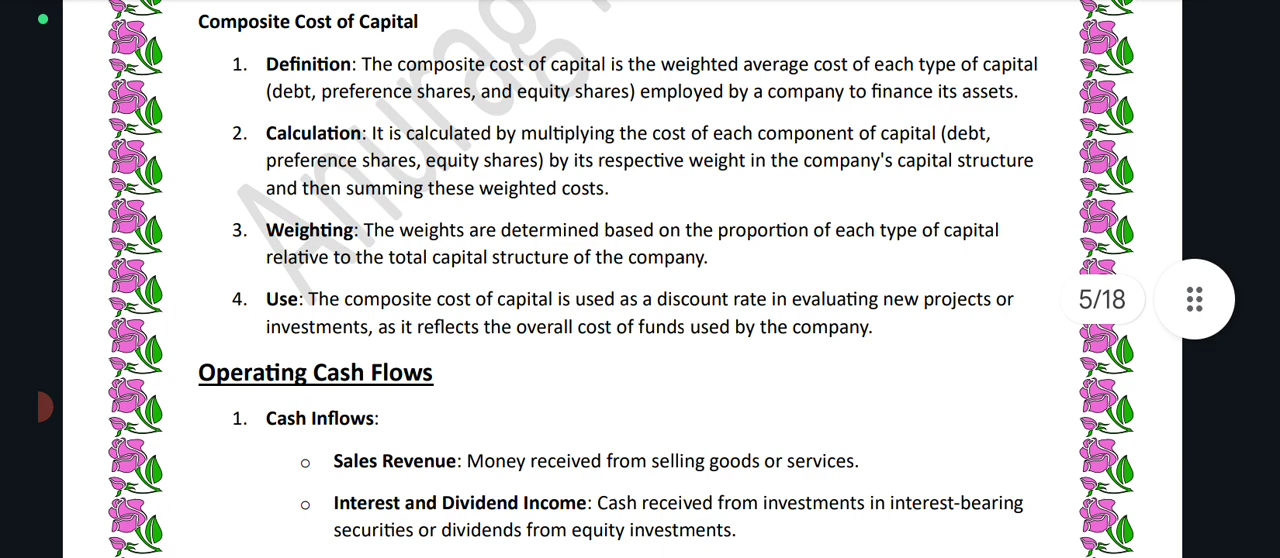 Composite Cost of Capital
1. Definition: The composite cost of capital is the weighted average cost of each type of capital
(debt, preference shares, and equity shares) employed by a company to finance its assets.
2. Calculation: It is calculated by multiplying the cost of each component of capital (debt,
preference shares, equity shares) by its respective weight in the company's capital structure
and then summing these weighted costs.
3. Weighting: The weights are determined based on the proportion of each type of capital
relative to the total capital structure of the company.
4. Use: The composite cost of capital is used as a discount rate in evaluating new projects or
investments, as it reflects the overall cost of funds used by the company.
5/18
Operating Cash Flows
1. Cash Inflows:
o Sales Revenue: Money received from selling goods or services.
o Interest and Dividend Income: Cash received from investments in interest-bearing
securities or dividends from equity investments.
Anurag